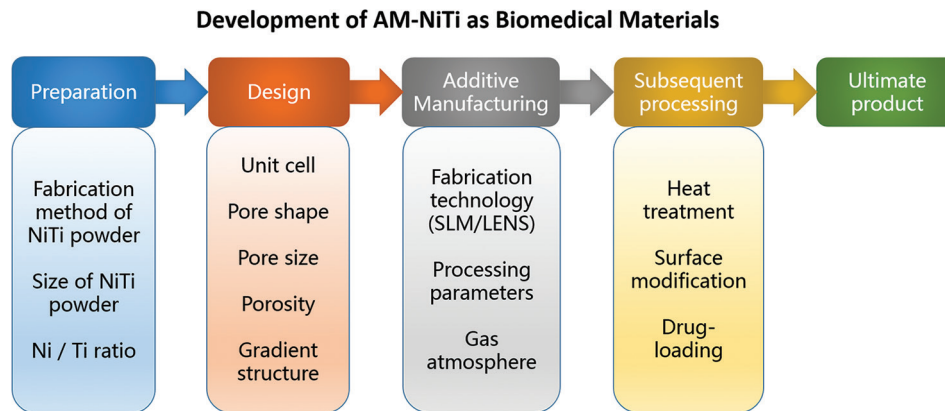 Development of AM-NiTi as Biomedical Materials
Preparation
Design
Additive
Manufacturing
Subsequent
processing
Ultimate
product
Fabrication
method of
NiTi powder
Size of NiTi
powder
Ni / Ti ratio
Unit cell
Pore shape
Pore size
Porosity
Gradient
structure
Fabrication
technology
(SLM/LENS)
Processing
parameters
Gas
atmosphere
Heat
treatment
Surface
modification
Drug-
loading